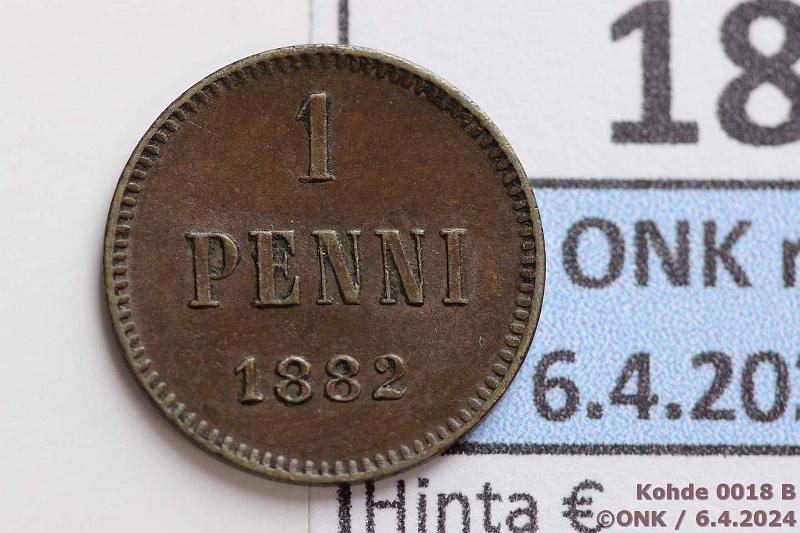 1
PENNI
1882
18
ONK
6.4.20
Hinta €
Kohde 0018 B
©ONK / 6.4.2024